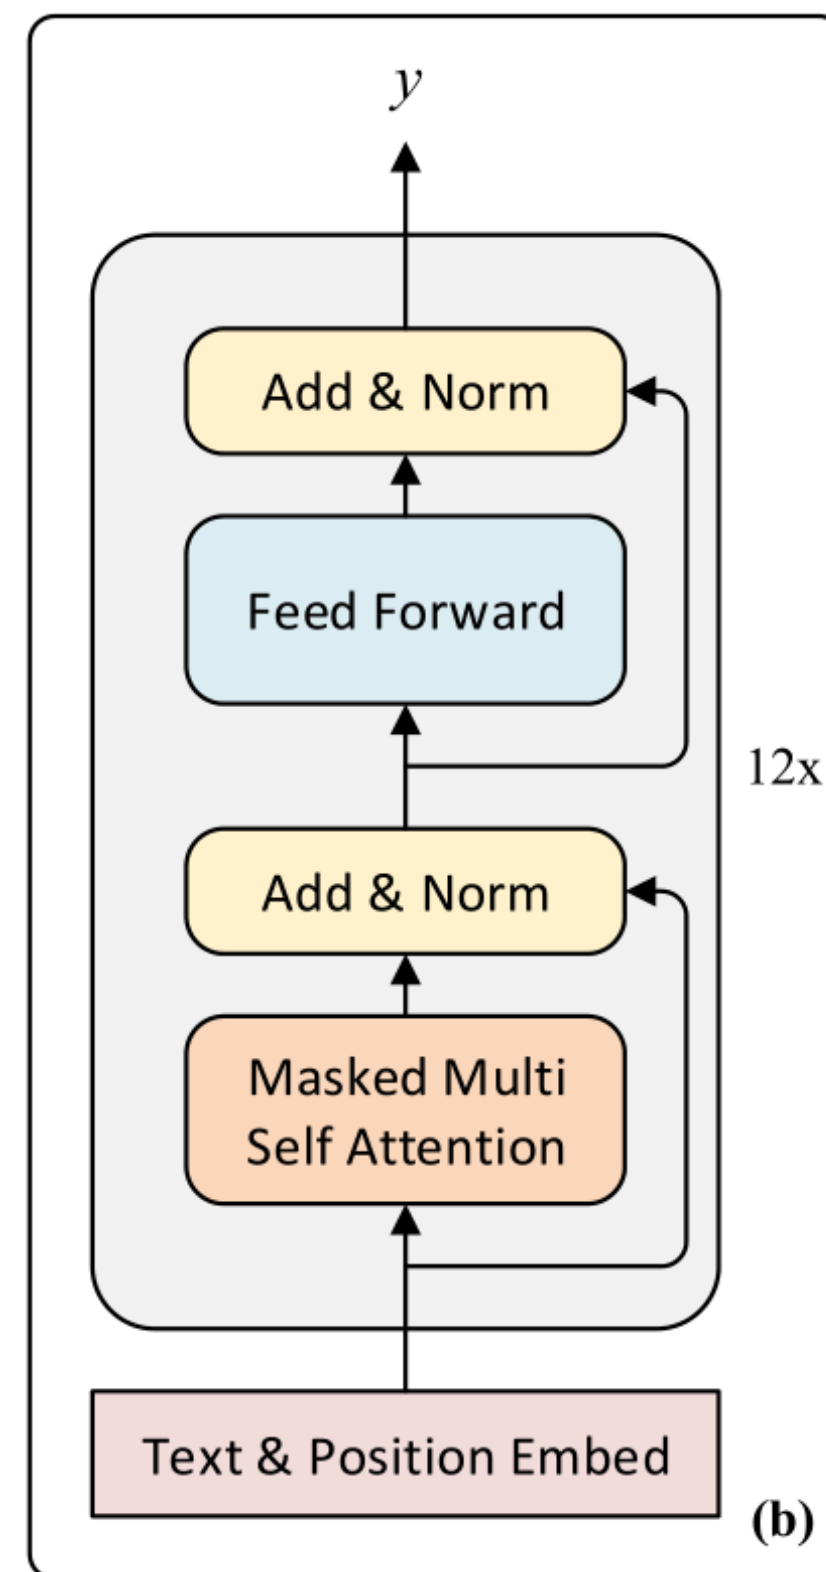 y
Add & Norm
Feed Forward
12x
Add & Norm
Masked Multi
Self Attention
Text & Position Embed
(b)